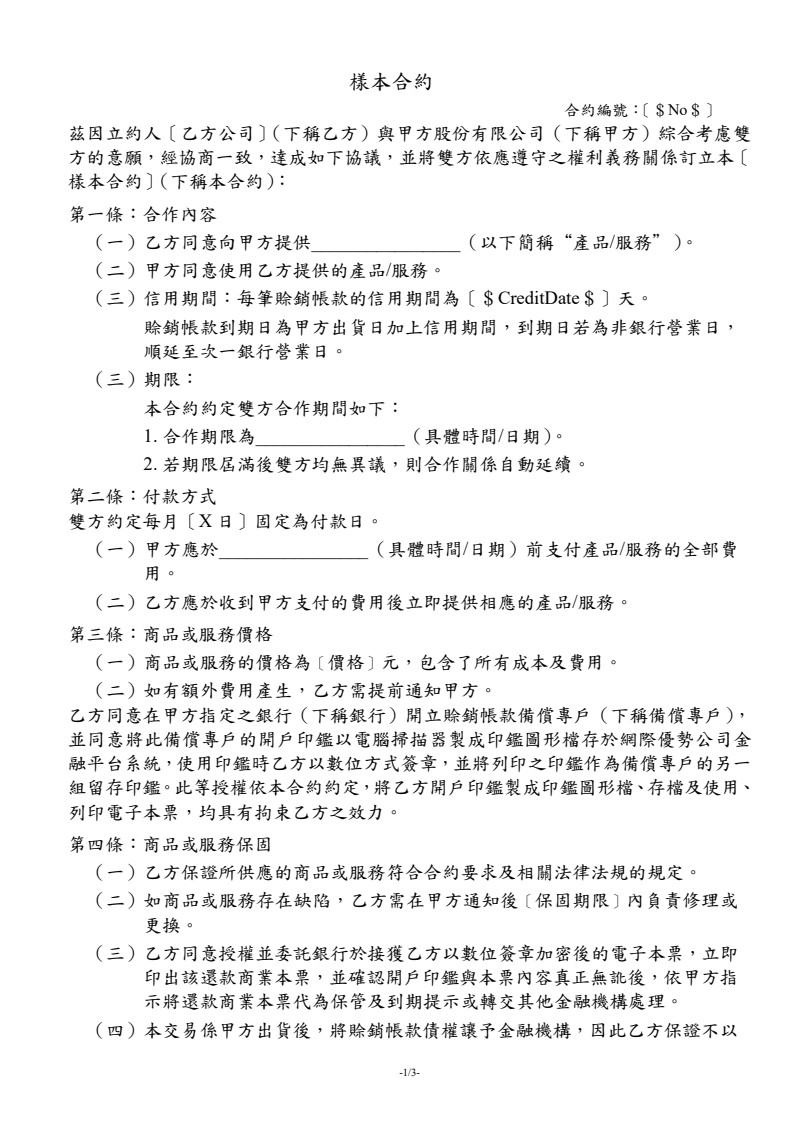 樣本合約
合約編號：〔＄No＄〕
茲因立約人〔乙方公司〕（下稱乙方）與甲方股份有限公司（下稱甲方）綜合考慮雙
方的意願，經協商一致，達成如下協議，並將雙方依應遵守之權利義務關係訂立本〔
樣本合約〕（下稱本合約）：
第一條：合作內容
（一）乙方同意向甲方提供________________（以下簡稱“產品/服務”）。
（二）甲方同意使用乙方提供的產品/服務。
（三）信用期間：每筆賒銷帳款的信用期間為〔＄CreditDate＄〕天。
賒銷帳款到期日為甲方出貨日加上信用期間，到期日若為非銀行營業日，
順延至次一銀行營業日。
（三）期限：
本合約約定雙方合作期間如下：
1. 合作期限為________________（具體時間/日期）。
2. 若期限屆滿後雙方均無異議，則合作關係自動延續。
第二條：付款方式
雙方約定每月〔X 日〕固定為付款日。
（一）甲方應於________________（具體時間/日期）前支付產品/服務的全部費
用。
（二）乙方應於收到甲方支付的費用後立即提供相應的產品/服務。
第三條：商品或服務價格
（一）商品或服務的價格為〔價格〕元，包含了所有成本及費用。
（二）如有額外費用產生，乙方需提前通知甲方。
乙方同意在甲方指定之銀行（下稱銀行）開立賒銷帳款備償專戶（下稱備償專戶），
並同意將此備償專戶的開戶印鑑以電腦掃描器製成印鑑圖形檔存於網際優勢公司金
融平台系統，使用印鑑時乙方以數位方式簽章，並將列印之印鑑作為備償專戶的另一
組留存印鑑。此等授權依本合約約定，將乙方開戶印鑑製成印鑑圖形檔、存檔及使用、
列印電子本票，均具有拘束乙方之效力。
第四條：商品或服務保固
（一）乙方保證所供應的商品或服務符合合約要求及相關法律法規的規定。
（二）如商品或服務存在缺陷，乙方需在甲方通知後〔保固期限〕內負責修理或
更換。
（三）乙方同意授權並委託銀行於接獲乙方以數位簽章加密後的電子本票，立即
印出該還款商業本票，並確認開戶印鑑與本票內容真正無訛後，依甲方指
示將還款商業本票代為保管及到期提示或轉交其他金融機構處理。
（四）本交易係甲方出貨後，將賒銷帳款債權讓予金融機構，因此乙方保證不以
-1/3-